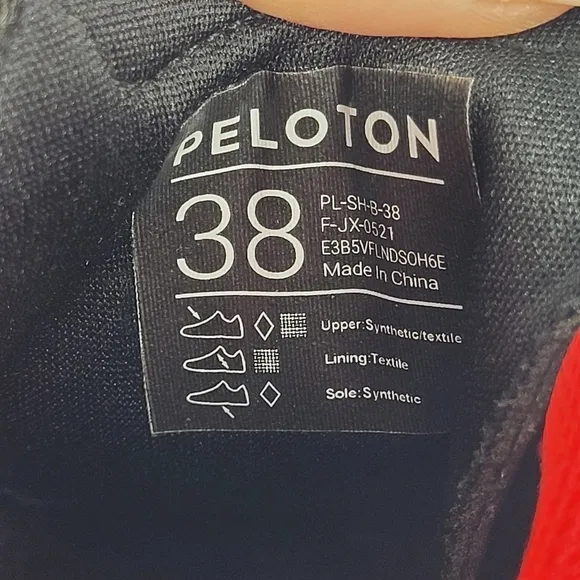 PELOTON
38
PL-SH-B-38
F-JX-0521
E3B5VFLNDSOH6E
Made In China
Upper:Synthetic/textile
Lining:Textile
Sole:Synthetic